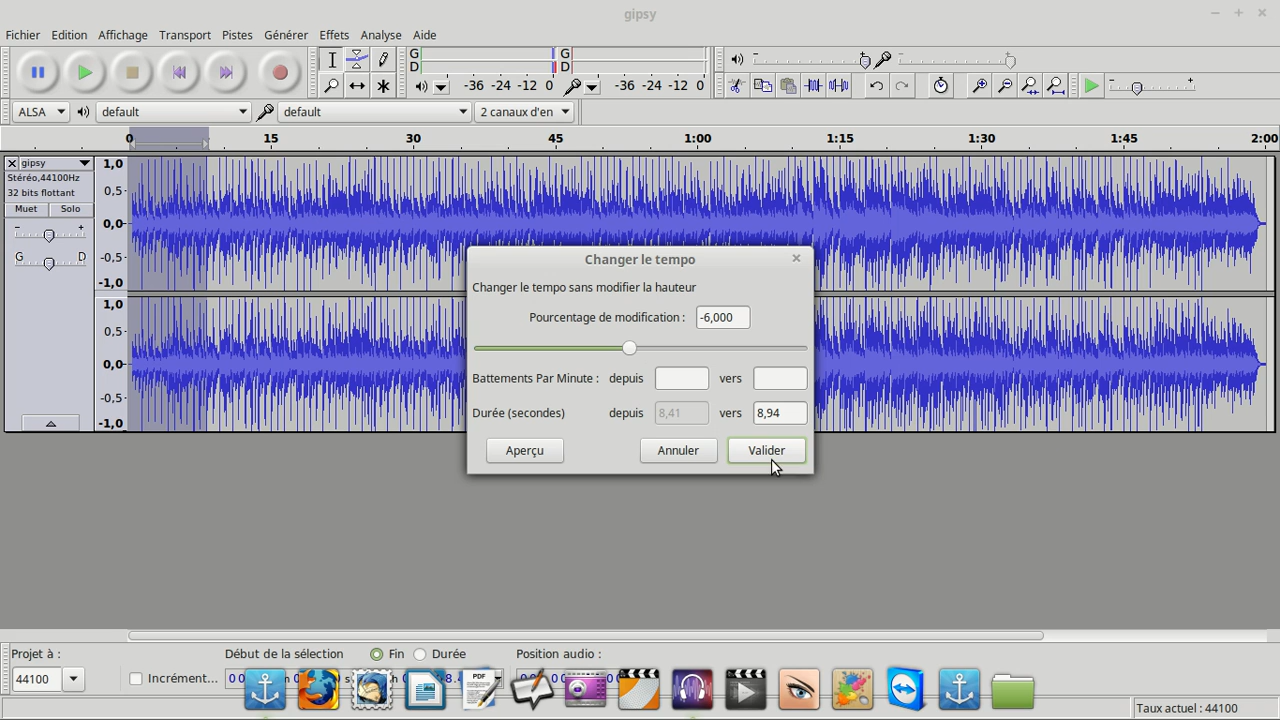 gipsy
Fichier Edition Affichage Transport Pistes Générer Effets Analyse Aide
G
D
-36 -24 -12 0
G
D
-36 -24 -12 0
ALSA default default 2 canaux d'en
0 15 30 45 1:00 1:15 1:30 1:45 2:00
gipsy
Stéréo,44100Hz
32 bits flottant
Muet Solo
- +
G D
1,0
0,5
0,0
-0,5
-1,0
1,0
0,5
0,0
-0,5
-1,0
Changer le tempo
Changer le tempo sans modifier la hauteur
Pourcentage de modification : -6,000
Battements Par Minute : depuis vers
Durée (secondes) depuis 8,41 vers 8,94
Aperçu Annuler Valider
Projet à : Début de la sélection Fin Durée Position audio :
44100 Incrément...
PDF
Taux actuel : 44100